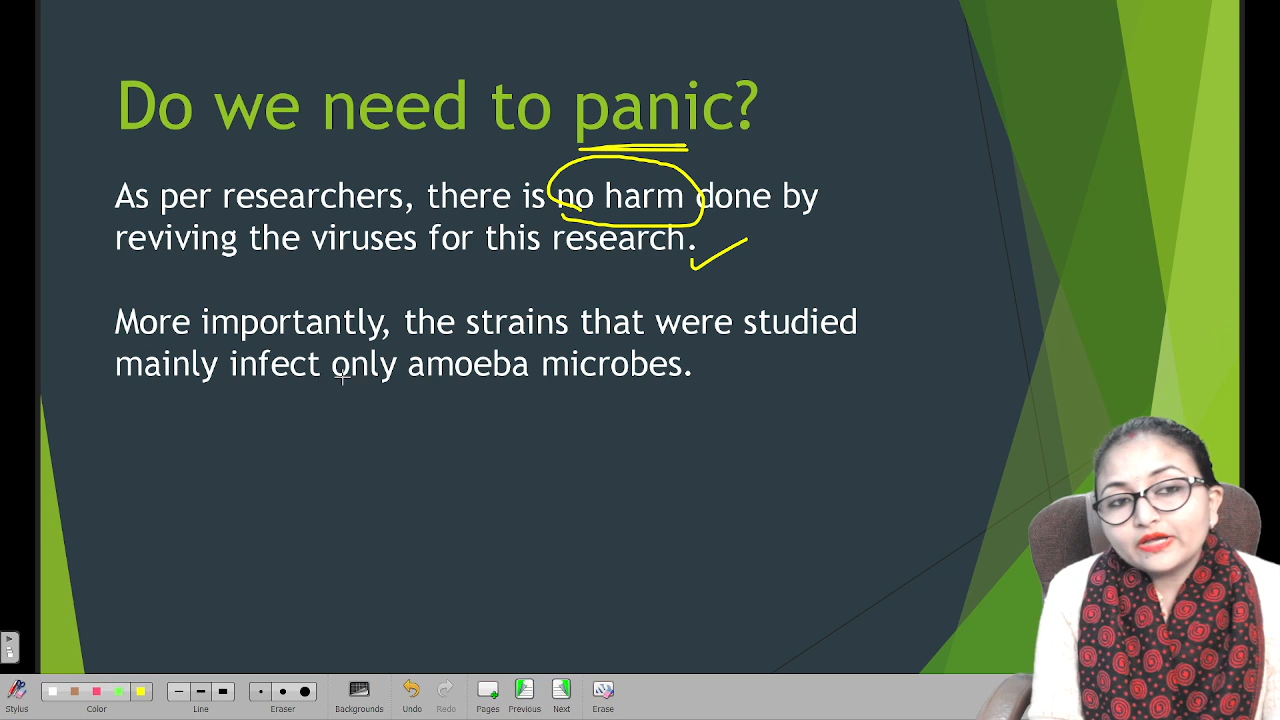 Do we need to panic?
As per researchers, there is no harm done by
reviving the viruses for this research.
More importantly, the strains that were studied
mainly infect only amoeba microbes.
Stylus Color Line Eraser Backgrounds Undo Redo Pages Previous Next Erase